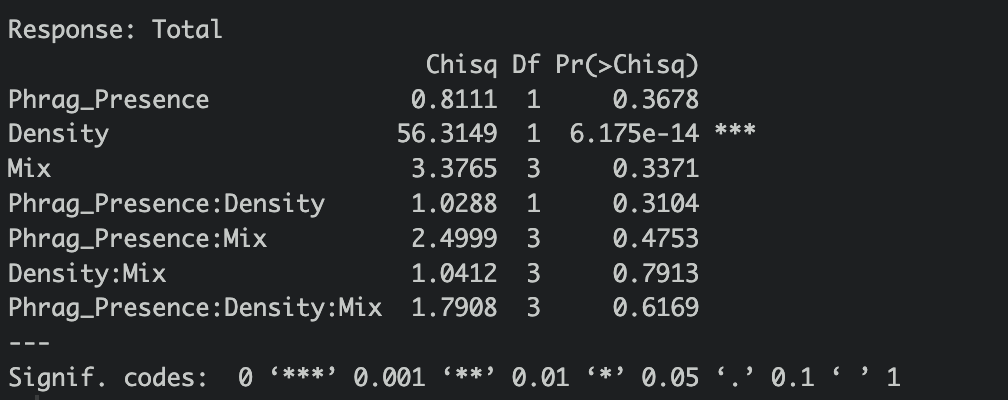 Response: Total
Chisq Df Pr(>Chisq)
Phrag_Presence 0.8111 1 0.3678
Density 56.3149 1 6.175e-14 ***
Mix 3.3765 3 0.3371
Phrag_Presence:Density 1.0288 1 0.3104
Phrag_Presence:Mix 2.4999 3 0.4753
Density:Mix 1.0412 3 0.7913
Phrag_Presence:Density:Mix 1.7908 3 0.6169
---
Signif. codes:  0 ‘***’ 0.001 ‘**’ 0.01 ‘*’ 0.05 ‘.’ 0.1 ‘ ’ 1